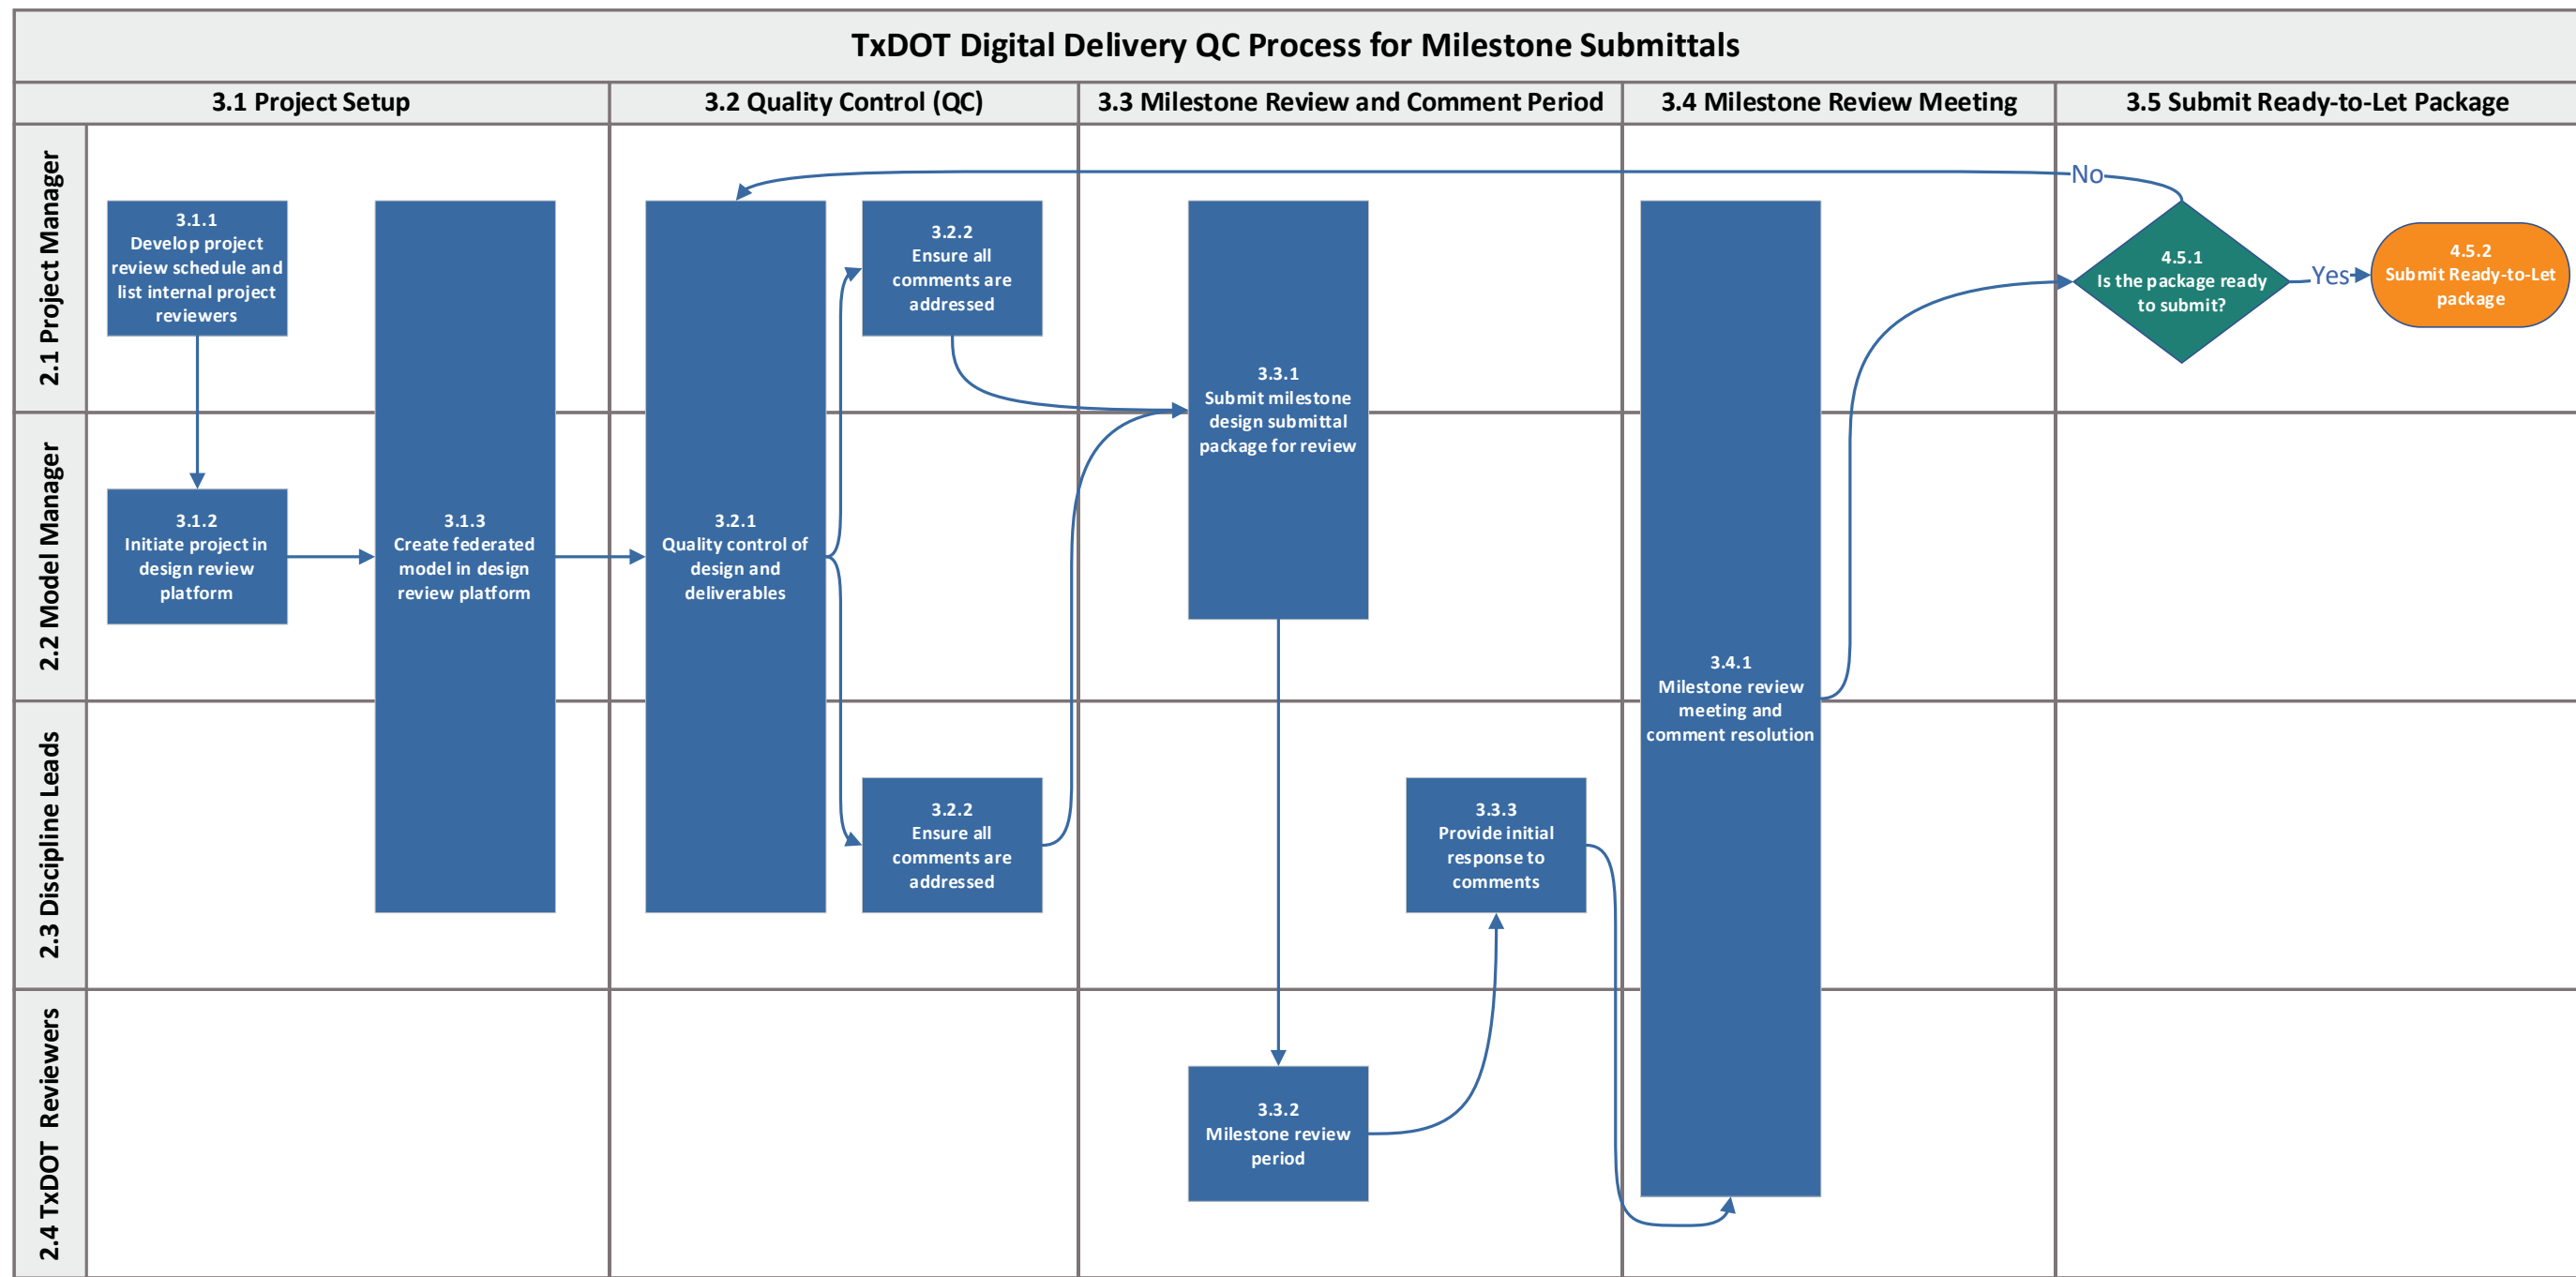 TxDOT Digital Delivery QC Process for Milestone Submittals
3.1 Project Setup
3.2 Quality Control (QC)
3.3 Milestone Review and Comment Period
3.4 Milestone Review Meeting
3.5 Submit Ready-to-Let Package
2.1 Project Manager
3.1.1
Develop project
review schedule and
list internal project
reviewers
3.2.2
Ensure all
comments are
addressed
3.3.1
Submit milestone
design submittal
package for review
No
4.5.1
Is the package ready
to submit?
Yes
4.5.2
Submit Ready-to-Let
package
2.2 Model Manager
3.1.2
Initiate project in
design review
platform
3.1.3
Create federated
model in design
review platform
3.2.1
Quality control of
design and
deliverables
3.4.1
Milestone review
meeting and
comment resolution
2.3 Discipline Leads
3.2.2
Ensure all
comments are
addressed
3.3.3
Provide initial
response to
comments
2.4 TxDOT Reviewers
3.3.2
Milestone review
period